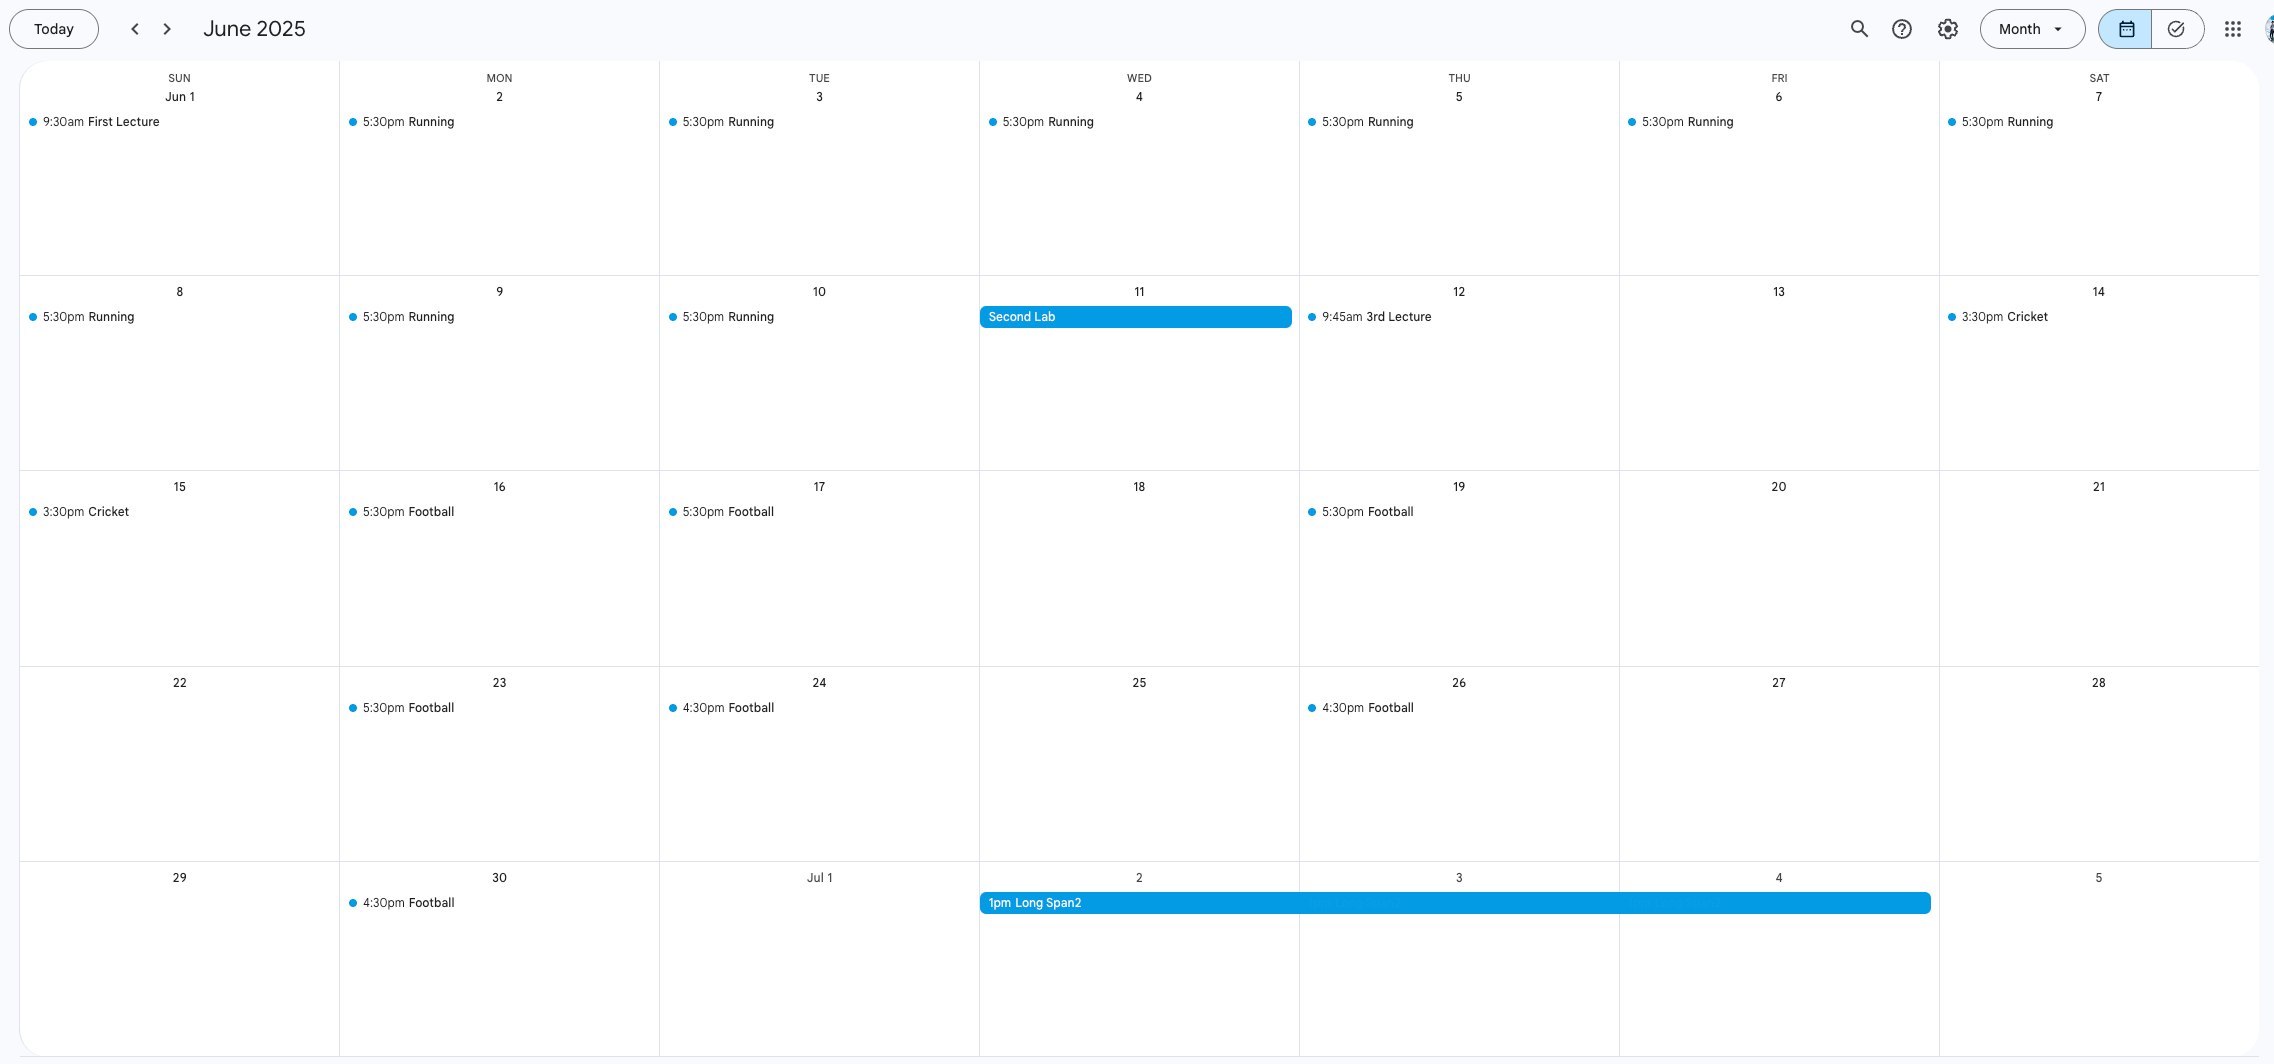 Today June 2025 Month
SUN MON TUE WED THU FRI SAT
Jun 1 2 3 4 5 6 7
9:30am First Lecture 5:30pm Running 5:30pm Running 5:30pm Running 5:30pm Running 5:30pm Running 5:30pm Running
8 9 10 11 12 13 14
5:30pm Running 5:30pm Running 5:30pm Running Second Lab 9:45am 3rd Lecture 3:30pm Cricket
15 16 17 18 19 20 21
3:30pm Cricket 5:30pm Football 5:30pm Football 5:30pm Football
22 23 24 25 26 27 28
5:30pm Football 4:30pm Football 4:30pm Football
29 30 Jul 1 2 3 4 5
4:30pm Football 1pm Long Span2